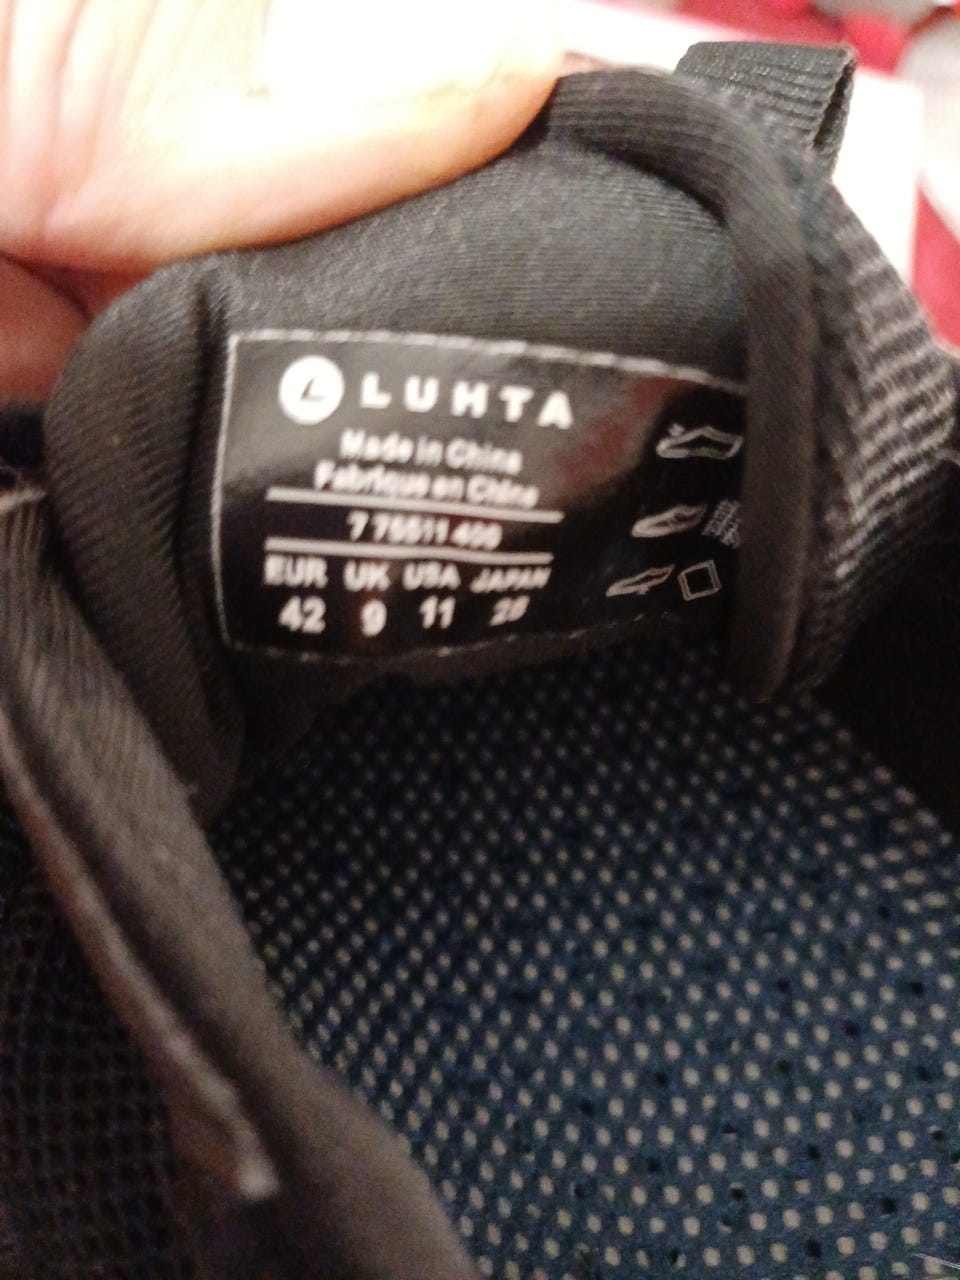 L LUHTA
Made in China
Fabriqué en Chine
EUR UK USA JAPAN
42 9 11